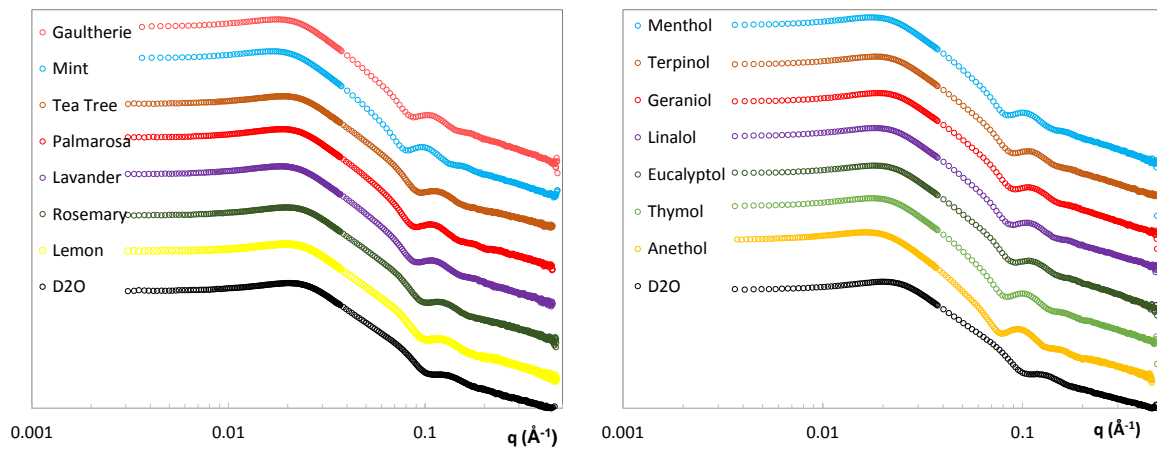 Gaultherie
Mint
Tea Tree
Palmarosa
Lavander
Rosemary
Lemon
D2O
0.001
0.01
0.1
q (Å-1)
Menthol
Terpinol
Geraniol
Linalol
Eucalyptol
Thymol
Anethol
D2O
0.001
0.01
0.1
q (Å-1)